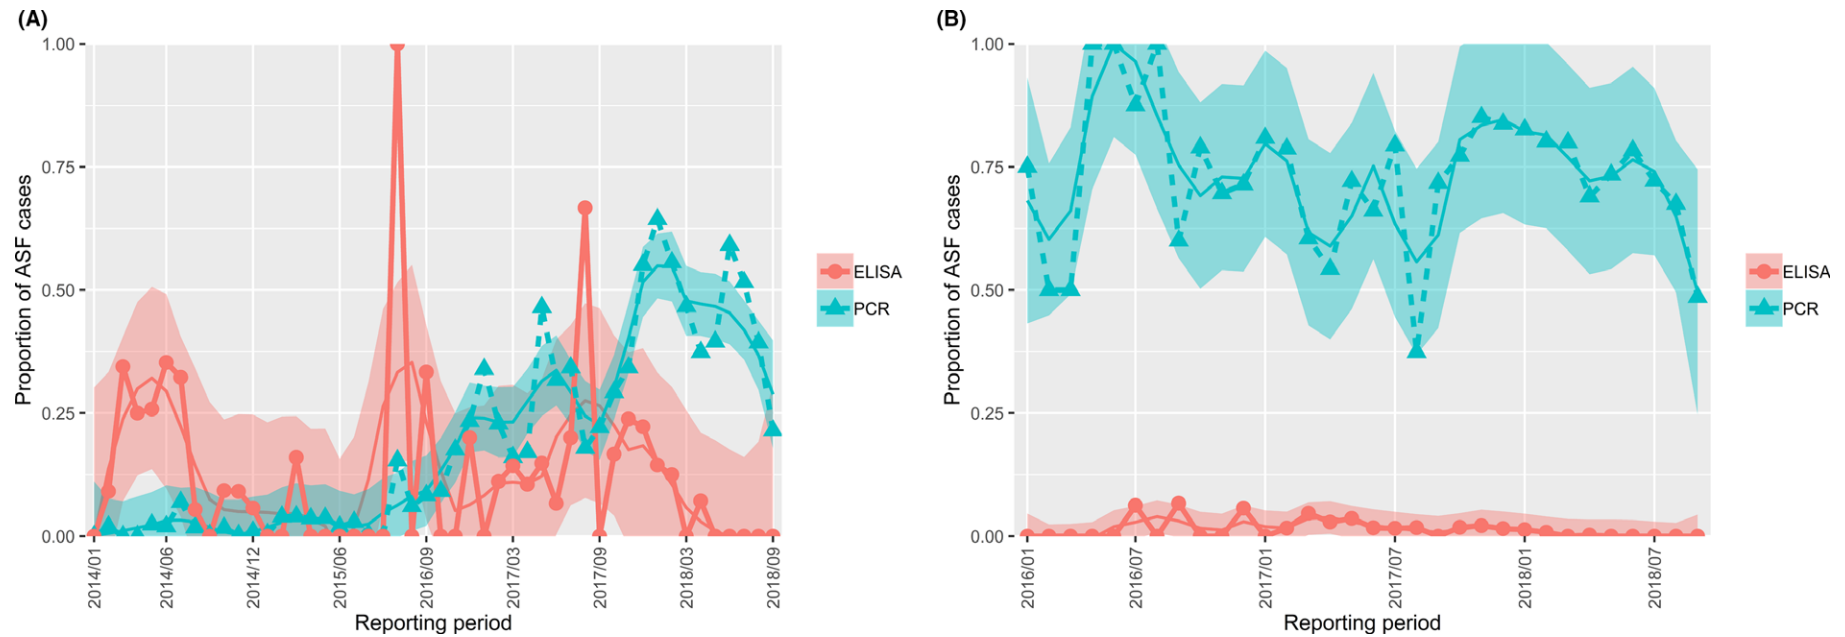 (A)
Proportion of ASF cases
1.00
0.75
0.50
0.25
0.00
2014/01
2014/06
2014/12
2015/06
2016/09
2017/03
2017/09
2018/03
2018/09
Reporting period
ELISA
PCR
(B)
Proportion of ASF cases
1.00
0.75
0.50
0.25
0.00
2016/01
2016/07
2017/01
2017/07
2018/01
2018/07
Reporting period
ELISA
PCR